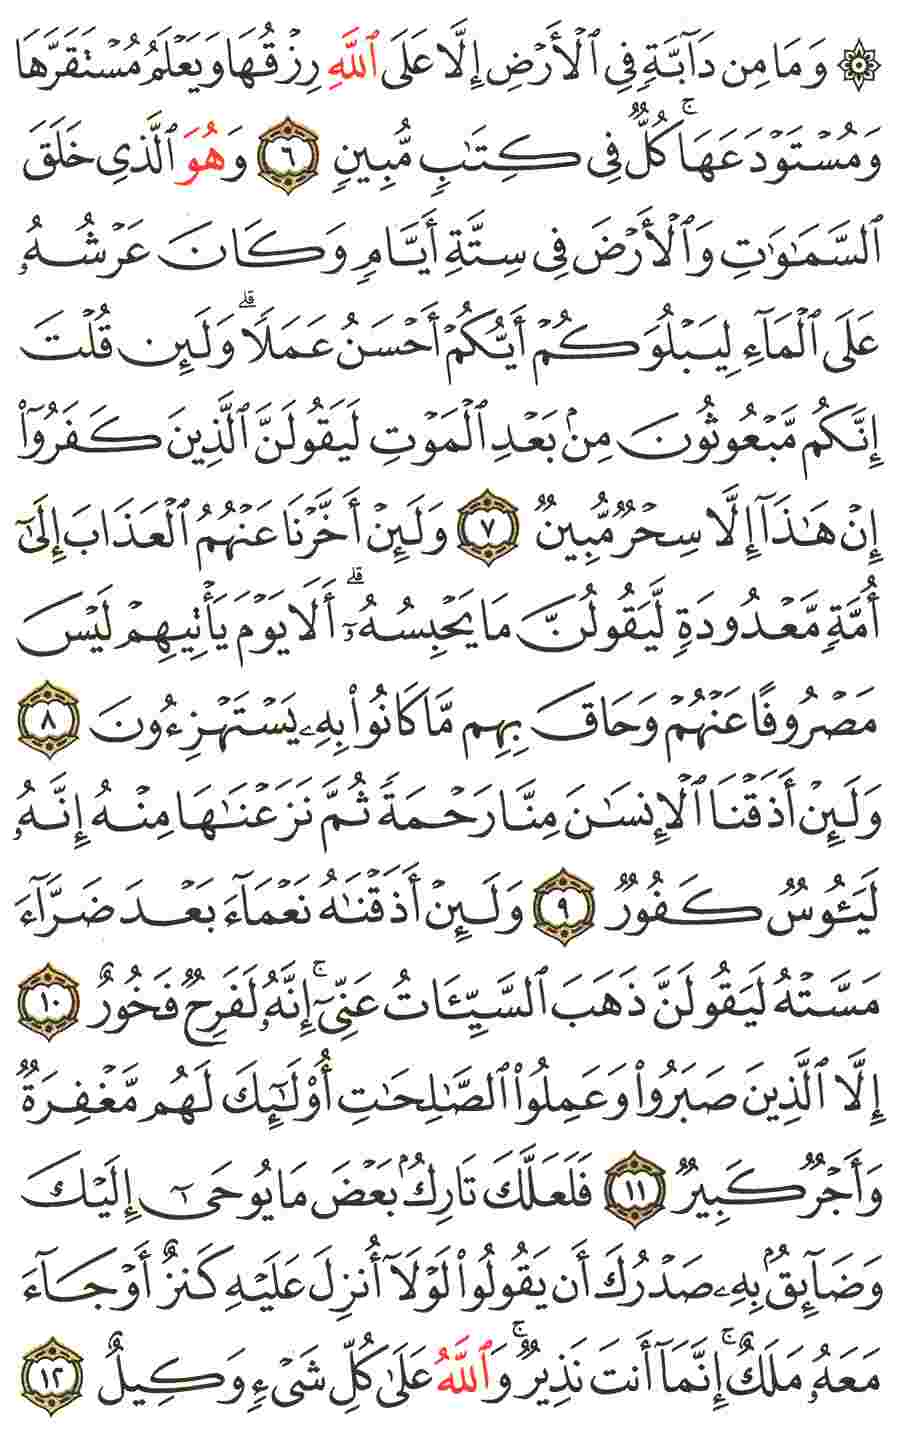 ۞ وَمَا مِن دَآبَّةٍ فِي ٱلْأَرْضِ إِلَّا عَلَى ٱللَّهِ رِزْقُهَا وَيَعْلَمُ مُسْتَقَرَّهَا
وَمُسْتَوْدَعَهَا ۚ كُلٌّ فِي كِتَٰبٍ مُّبِينٍ ٦ وَهُوَ ٱلَّذِي خَلَقَ
ٱلسَّمَٰوَٰتِ وَٱلْأَرْضَ فِي سِتَّةِ أَيَّامٍ وَكَانَ عَرْشُهُۥ
عَلَى ٱلْمَآءِ لِيَبْلُوَكُمْ أَيُّكُمْ أَحْسَنُ عَمَلًا ۗ وَلَئِن قُلْتَ
إِنَّكُم مَّبْعُوثُونَ مِنۢ بَعْدِ ٱلْمَوْتِ لَيَقُولَنَّ ٱلَّذِينَ كَفَرُوٓا۟
إِنْ هَٰذَآ إِلَّا سِحْرٌ مُّبِينٌ ٧ وَلَئِنْ أَخَّرْنَا عَنْهُمُ ٱلْعَذَابَ إِلَىٰٓ
أُمَّةٍ مَّعْدُودَةٍ لَّيَقُولُنَّ مَا يَحْبِسُهُۥٓ ۗ أَلَا يَوْمَ يَأْتِيهِمْ لَيْسَ
مَصْرُوفًا عَنْهُمْ وَحَاقَ بِهِم مَّا كَانُوا۟ بِهِۦ يَسْتَهْزِءُونَ ٨
وَلَئِنْ أَذَقْنَا ٱلْإِنسَٰنَ مِنَّا رَحْمَةً ثُمَّ نَزَعْنَٰهَا مِنْهُ إِنَّهُۥ
لَيَـُٔوسٌ كَفُورٌ ٩ وَلَئِنْ أَذَقْنَٰهُ نَعْمَآءَ بَعْدَ ضَرَّآءَ
مَسَّتْهُ لَيَقُولَنَّ ذَهَبَ ٱلسَّيِّـَٔاتُ عَنِّيٓ ۚ إِنَّهُۥ لَفَرِحٌ فَخُورٌ ١٠
إِلَّا ٱلَّذِينَ صَبَرُوا۟ وَعَمِلُوا۟ ٱلصَّٰلِحَٰتِ أُو۟لَٰٓئِكَ لَهُم مَّغْفِرَةٌ
وَأَجْرٌ كَبِيرٌ ١١ فَلَعَلَّكَ تَارِكٌۢ بَعْضَ مَا يُوحَىٰٓ إِلَيْكَ
وَضَآئِقٌۢ بِهِۦ صَدْرُكَ أَن يَقُولُوا۟ لَوْلَآ أُنزِلَ عَلَيْهِ كَنزٌ أَوْ جَآءَ
مَعَهُۥ مَلَكٌ ۚ إِنَّمَآ أَنتَ نَذِيرٌ ۚ وَٱللَّهُ عَلَىٰ كُلِّ شَيْءٍ وَكِيلٌ ١٢